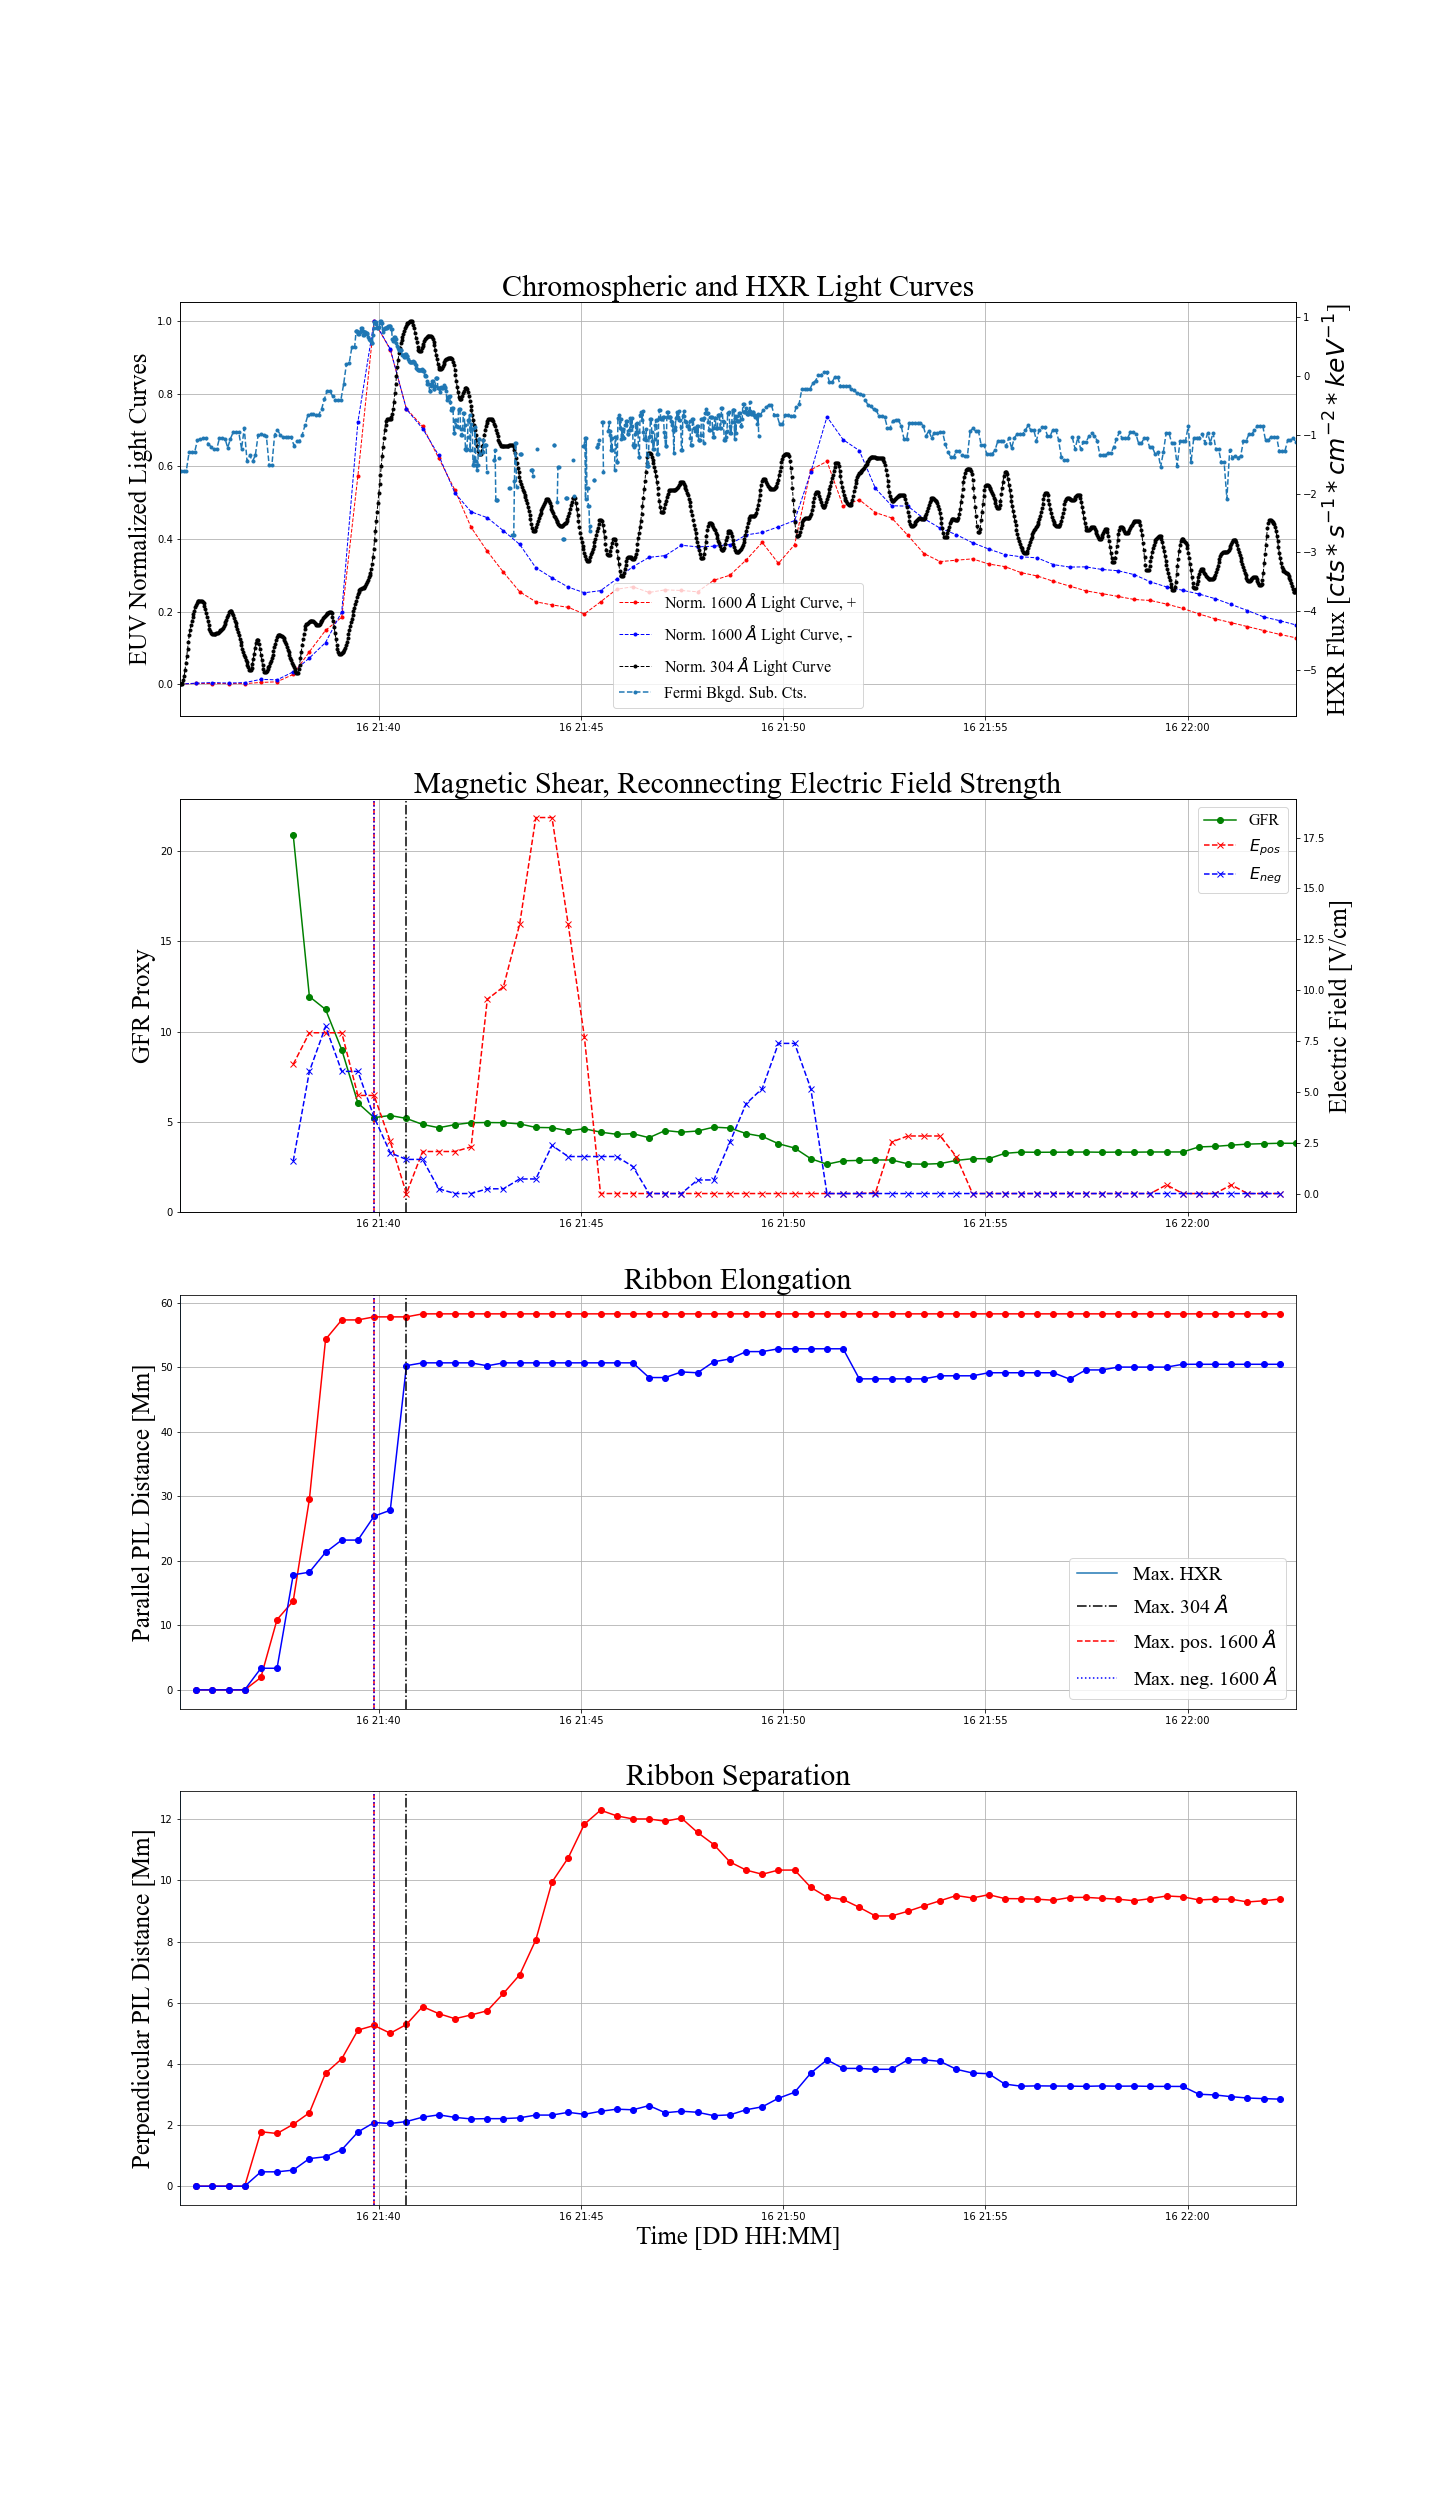 Chromospheric and HXR Light Curves
EUV Normalized Light Curves
1.0
0.8
0.6
0.4
0.2
0.0
1
0
−1
−2
−3
−4
−5
HXR Flux [cts * s⁻¹ * cm⁻² * keV⁻¹]
Norm. 1600 Å Light Curve, +
Norm. 1600 Å Light Curve, -
Norm. 304 Å Light Curve
Fermi Bkgd. Sub. Cts.
16 21:40 16 21:45 16 21:50 16 21:55 16 22:00
Magnetic Shear, Reconnecting Electric Field Strength
GFR Proxy
20
15
10
5
0
17.5
15.0
12.5
10.0
7.5
5.0
2.5
0.0
Electric Field [V/cm]
GFR
E_pos
E_neg
16 21:40 16 21:45 16 21:50 16 21:55 16 22:00
Ribbon Elongation
Parallel PIL Distance [Mm]
60
50
40
30
20
10
0
Max. HXR
Max. 304 Å
Max. pos. 1600 Å
Max. neg. 1600 Å
16 21:40 16 21:45 16 21:50 16 21:55 16 22:00
Ribbon Separation
Perpendicular PIL Distance [Mm]
12
10
8
6
4
2
0
16 21:40 16 21:45 16 21:50 16 21:55 16 22:00
Time [DD HH:MM]